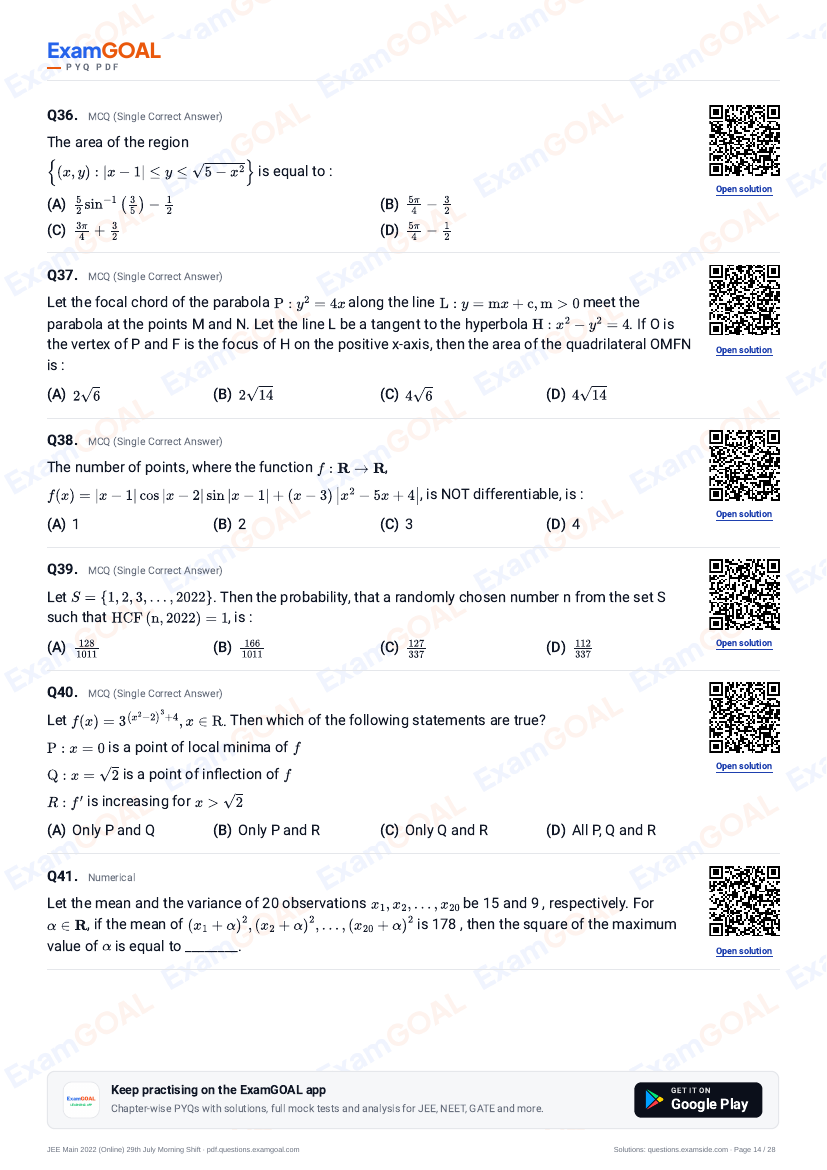 ExamGOAL
PYQ PDF
Q36. MCQ (Single Correct Answer)
The area of the region
{(x, y) : |x − 1| ≤ y ≤ √(5 − x²)} is equal to :
(A) 5/2 sin⁻¹ (3/5) − 1/2 (B) 5π/4 − 3/2
(C) 3π/4 + 3/2 (D) 5π/4 − 1/2
Open solution
Q37. MCQ (Single Correct Answer)
Let the focal chord of the parabola P : y² = 4x along the line L : y = mx + c, m > 0 meet the
parabola at the points M and N. Let the line L be a tangent to the hyperbola H : x² − y² = 4. If O is
the vertex of P and F is the focus of H on the positive x-axis, then the area of the quadrilateral OMFN
is :
(A) 2√6 (B) 2√14 (C) 4√6 (D) 4√14
Open solution
Q38. MCQ (Single Correct Answer)
The number of points, where the function f : R → R,
f(x) = |x − 1| cos |x − 2| sin |x − 1| + (x − 3) |x² − 5x + 4|, is NOT differentiable, is :
(A) 1 (B) 2 (C) 3 (D) 4
Open solution
Q39. MCQ (Single Correct Answer)
Let S = {1, 2, 3, . . . , 2022}. Then the probability, that a randomly chosen number n from the set S
such that HCF (n, 2022) = 1, is :
(A) 128/1011 (B) 166/1011 (C) 127/337 (D) 112/337
Open solution
Q40. MCQ (Single Correct Answer)
Let f(x) = 3^((x²−2)³+4), x ∈ R. Then which of the following statements are true?
P : x = 0 is a point of local minima of f
Q : x = √2 is a point of inflection of f
R : f′ is increasing for x > √2
(A) Only P and Q (B) Only P and R (C) Only Q and R (D) All P, Q and R
Open solution
Q41. Numerical
Let the mean and the variance of 20 observations x₁, x₂, . . . , x₂₀ be 15 and 9 , respectively. For
α ∈ R, if the mean of (x₁ + α)², (x₂ + α)², . . . , (x₂₀ + α)² is 178 , then the square of the maximum
value of α is equal to ________.
Open solution
ExamGOAL
Keep practising on the ExamGOAL app
Chapter-wise PYQs with solutions, full mock tests and analysis for JEE, NEET, GATE and more.
GET IT ON
Google Play
JEE Main 2022 (Online) 29th July Morning Shift · pdf.questions.examgoal.com
Solutions: questions.examside.com · Page 14 / 28